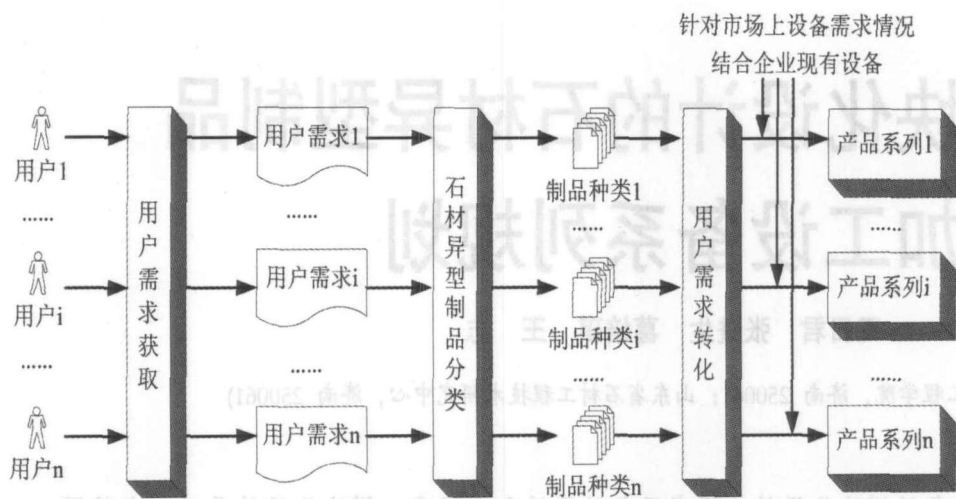 针对市场上设备需求情况
结合企业现有设备
用户1
用户需求1
制品种类1
产品系列1
......
......
......
......
用户i
用户需求i
制品种类i
产品系列i
......
......
......
......
用户n
用户需求n
制品种类n
产品系列n
用户需求获取
石材异型制品分类
用户需求转化